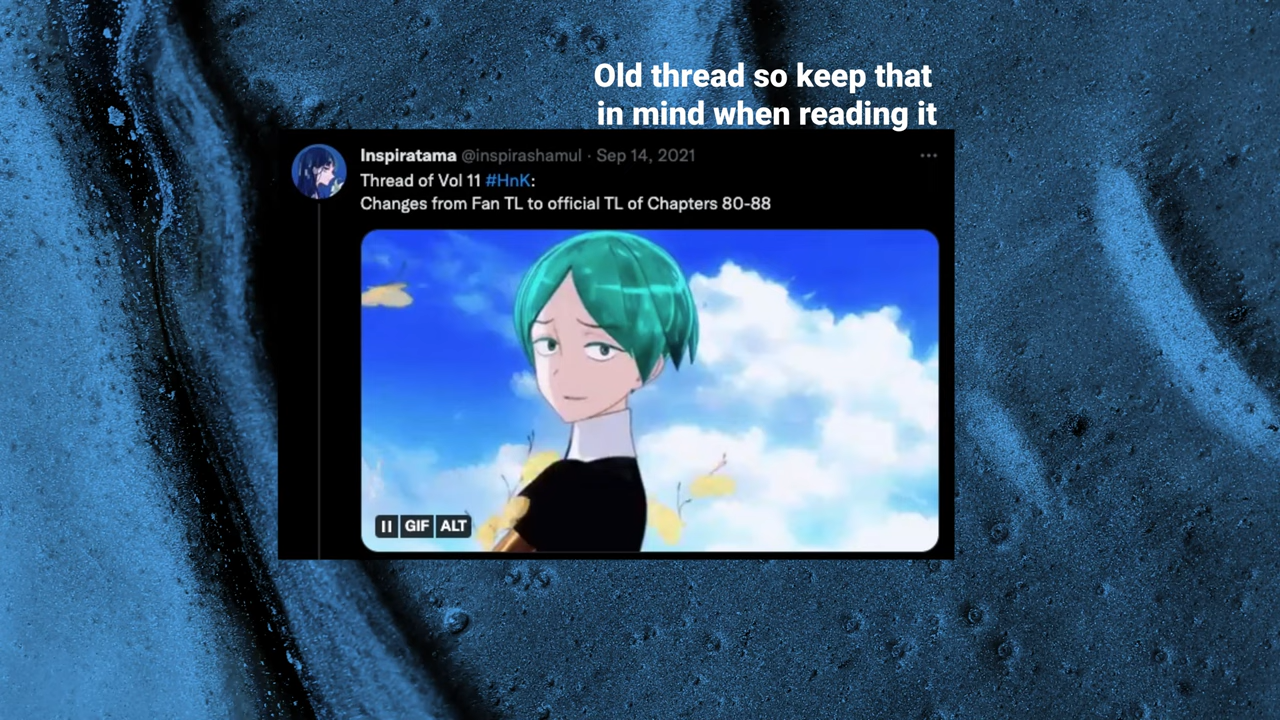 Old thread so keep that
in mind when reading it
Inspiratama @inspirashamul · Sep 14, 2021
Thread of Vol 11 #HnK:
Changes from Fan TL to official TL of Chapters 80-88
GIF ALT